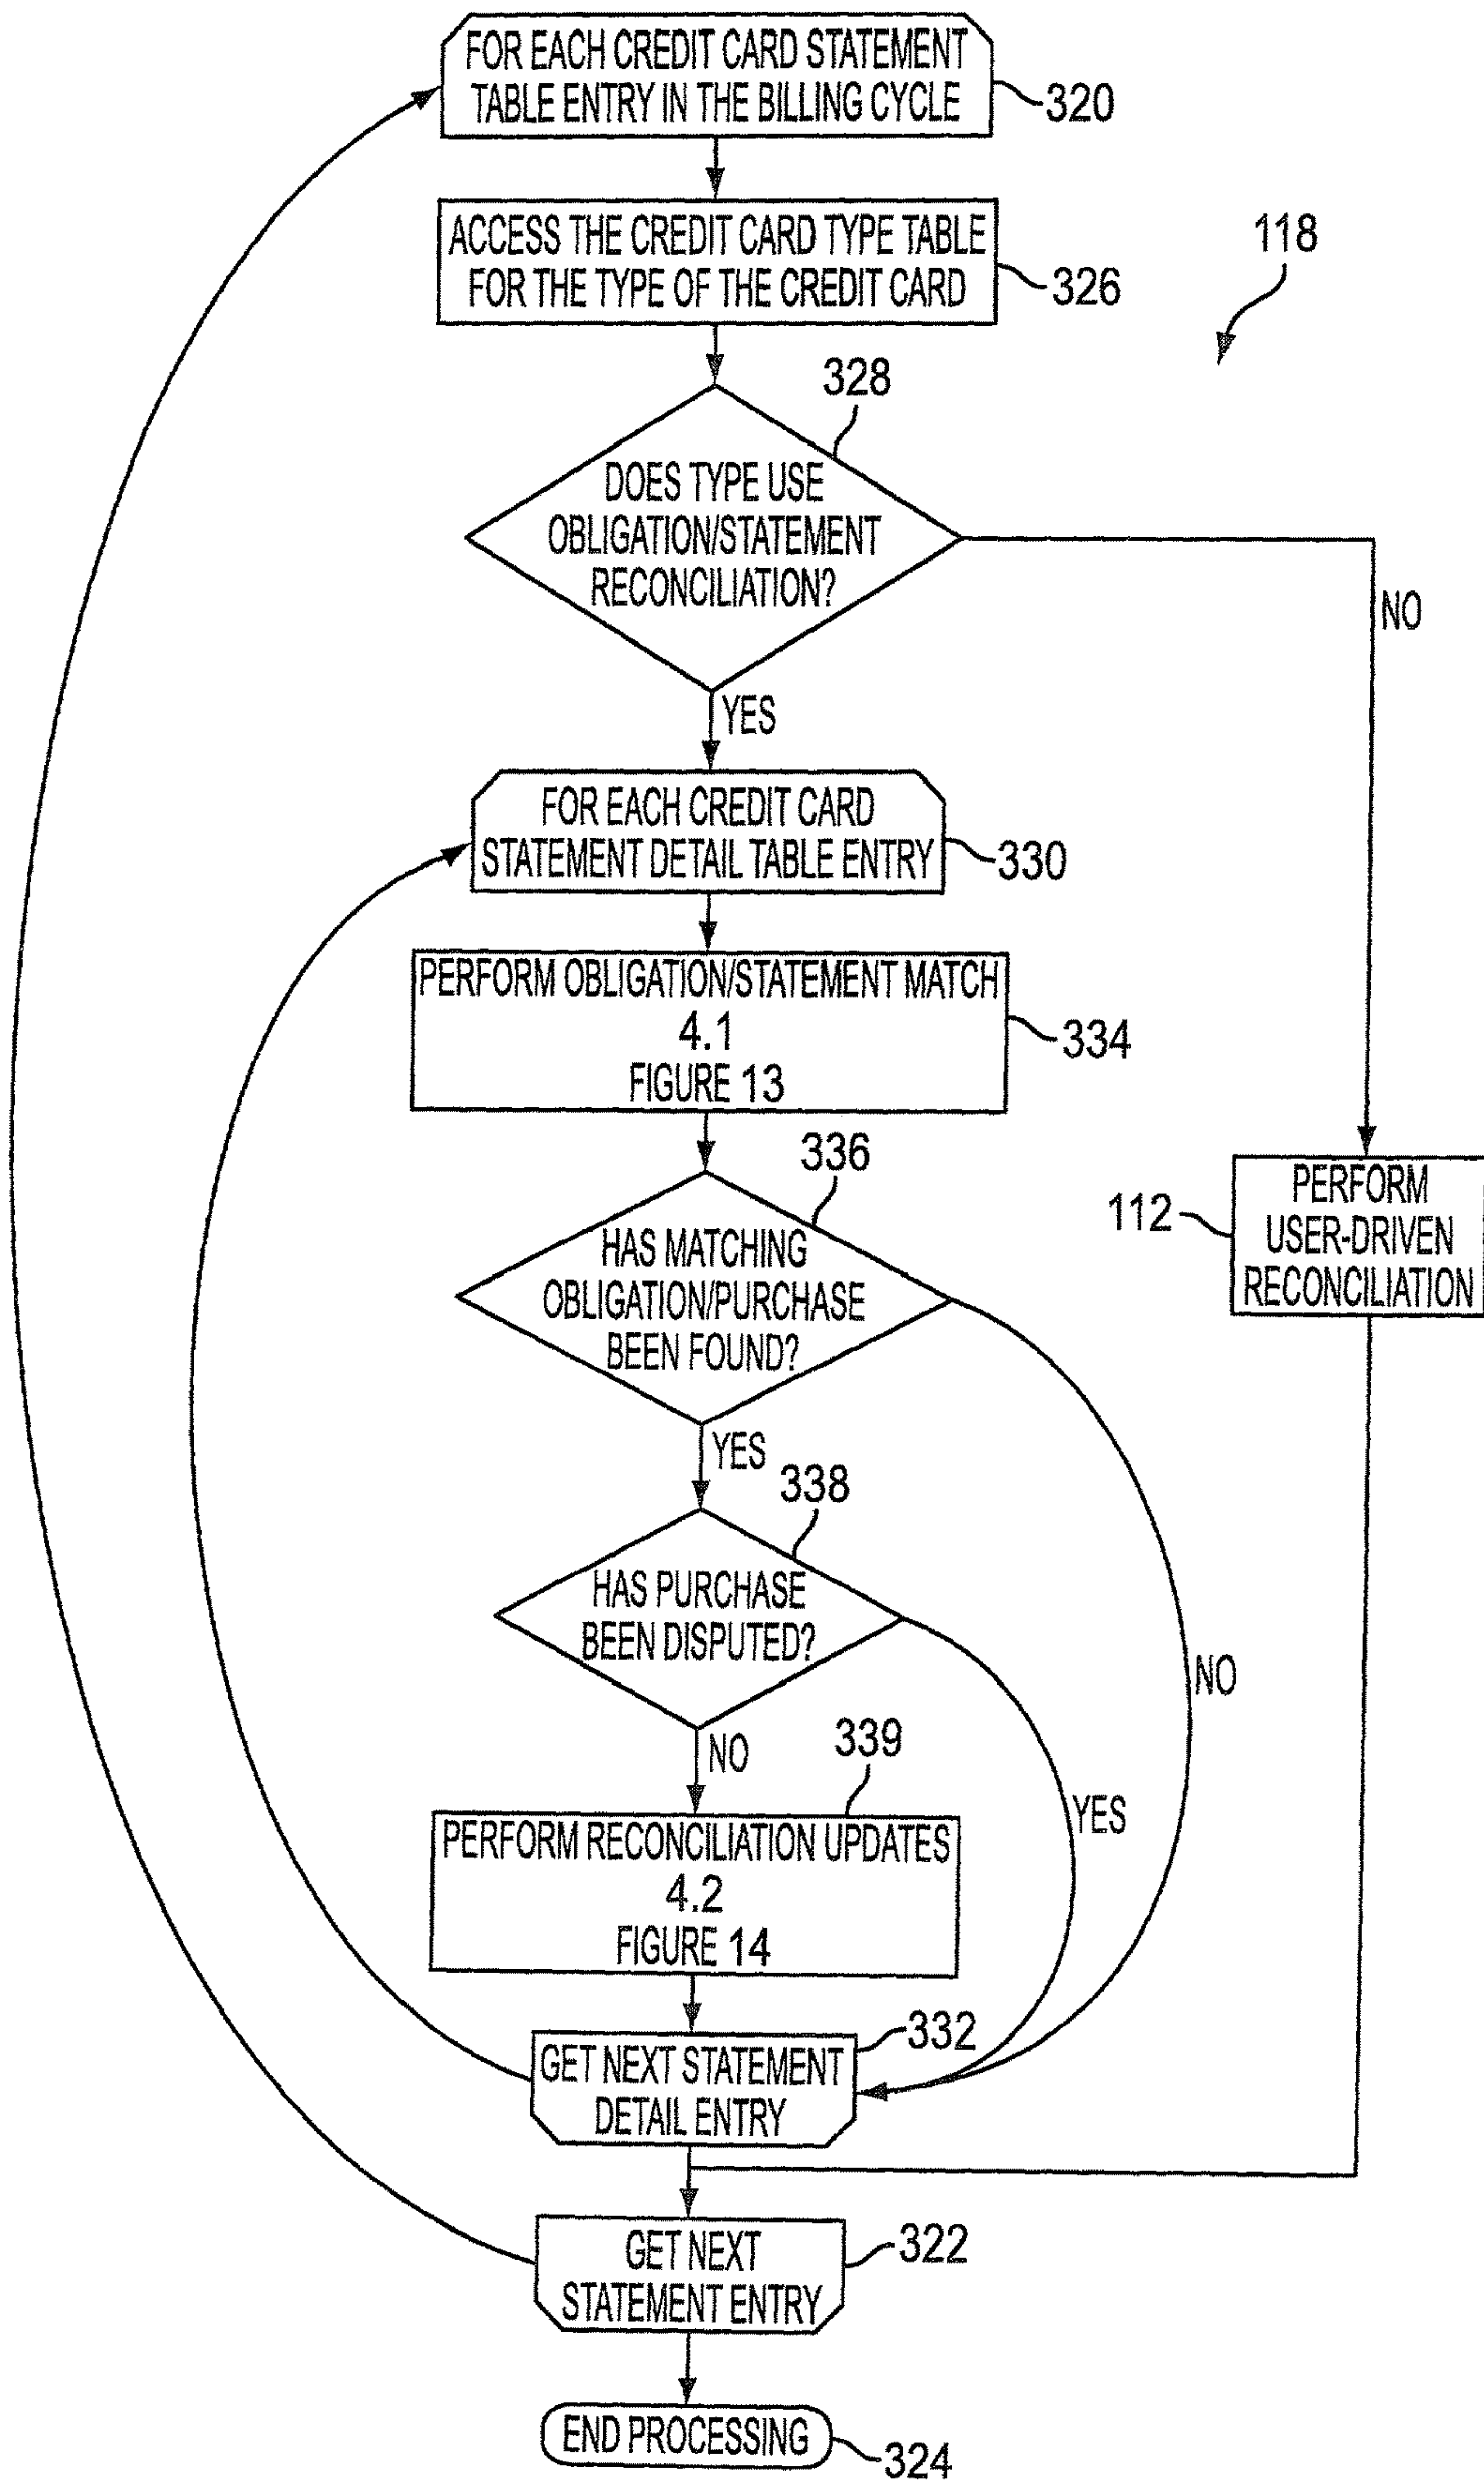 FOR EACH CREDIT CARD STATEMENT
TABLE ENTRY IN THE BILLING CYCLE
320
ACCESS THE CREDIT CARD TYPE TABLE
FOR THE TYPE OF THE CREDIT CARD
326
118
328
DOES TYPE USE
OBLIGATION/STATEMENT
RECONCILIATION?
NO
YES
FOR EACH CREDIT CARD
STATEMENT DETAIL TABLE ENTRY
330
PERFORM OBLIGATION/STATEMENT MATCH
4.1
FIGURE 13
334
336
HAS MATCHING
OBLIGATION/PURCHASE
BEEN FOUND?
112
PERFORM
USER-DRIVEN
RECONCILIATION
YES
338
HAS PURCHASE
BEEN DISPUTED?
NO
NO
339
YES
PERFORM RECONCILIATION UPDATES
4.2
FIGURE 14
332
GET NEXT STATEMENT
DETAIL ENTRY
322
GET NEXT
STATEMENT ENTRY
END PROCESSING
324